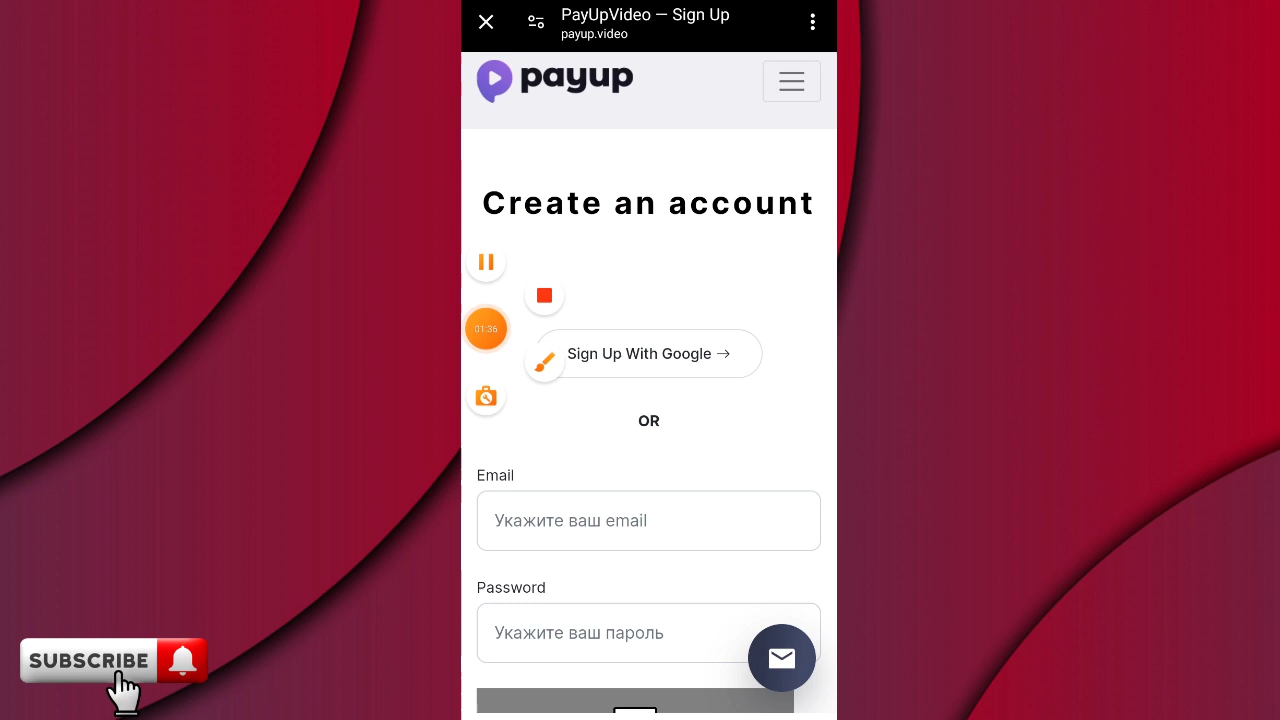 PayUpVideo — Sign Up
payup.video
payup
Create an account
01:36
Sign Up With Google →
OR
Email
Укажите ваш email
Password
Укажите ваш пароль
SUBSCRIBE